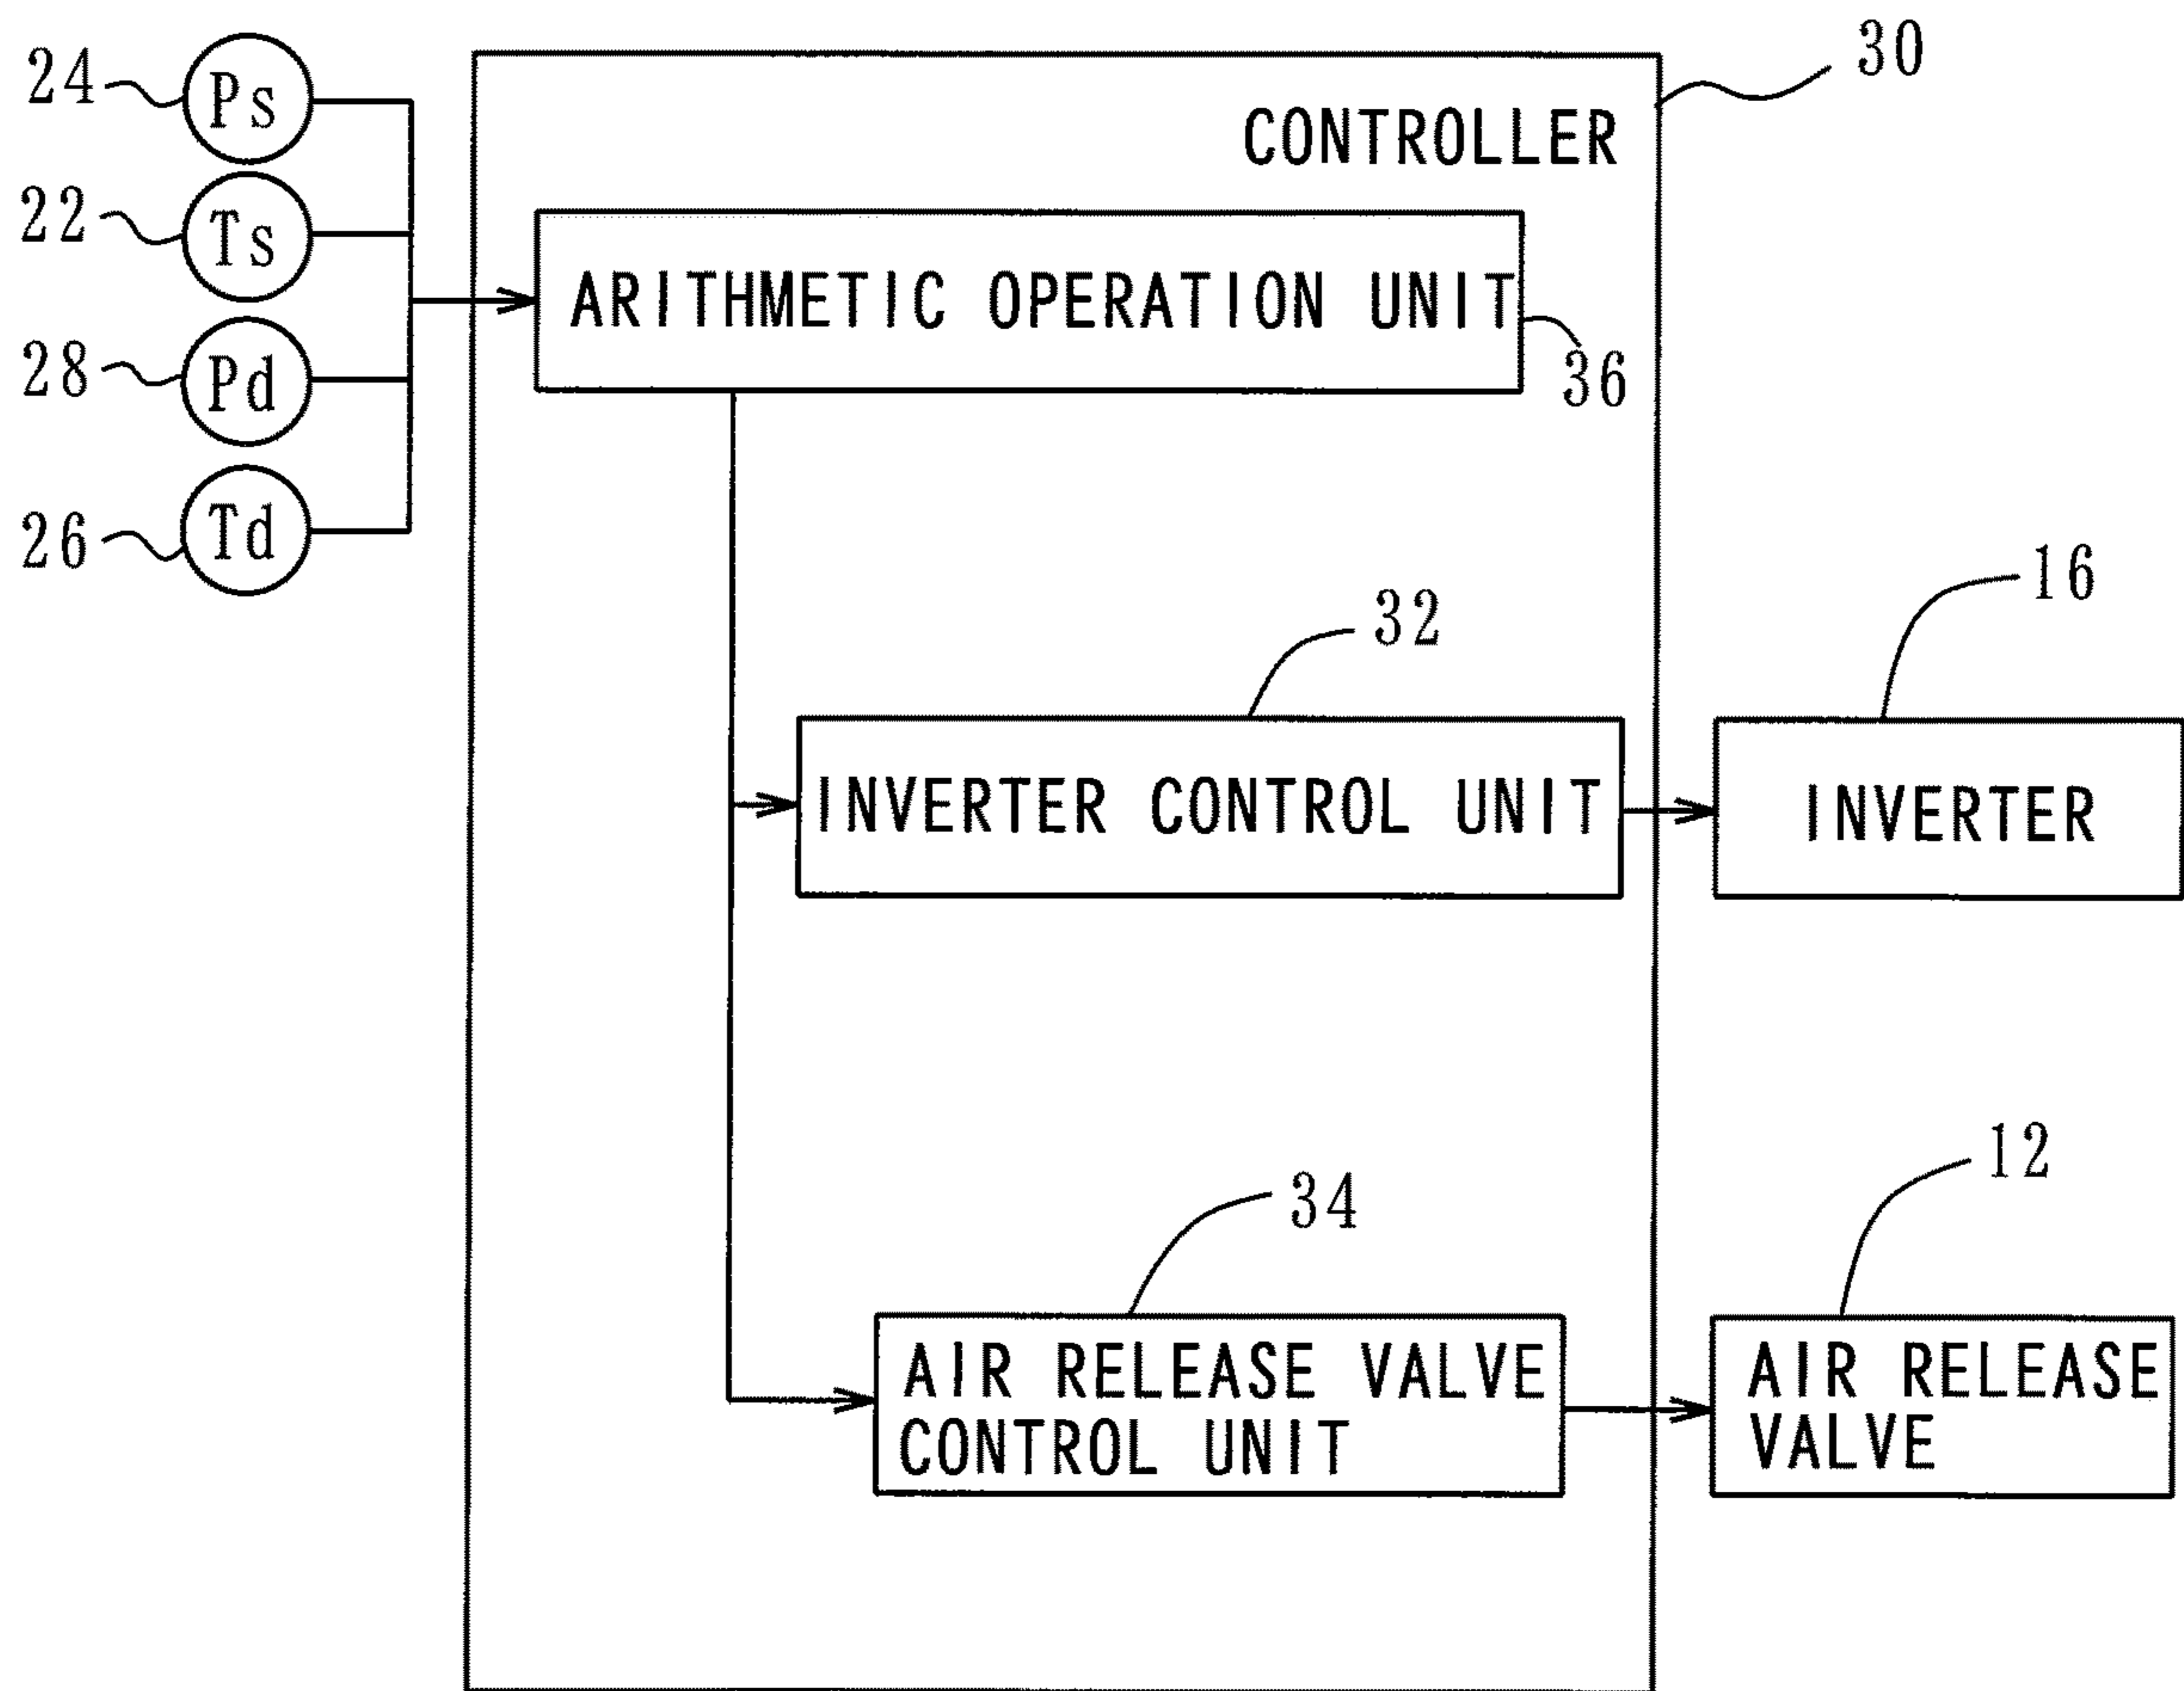 30
24
Ps
CONTROLLER
22
Ts
ARITHMETIC OPERATION UNIT
28
Pd
36
26
Td
32
16
INVERTER CONTROL UNIT
INVERTER
34
12
AIR RELEASE VALVE
CONTROL UNIT
AIR RELEASE
VALVE